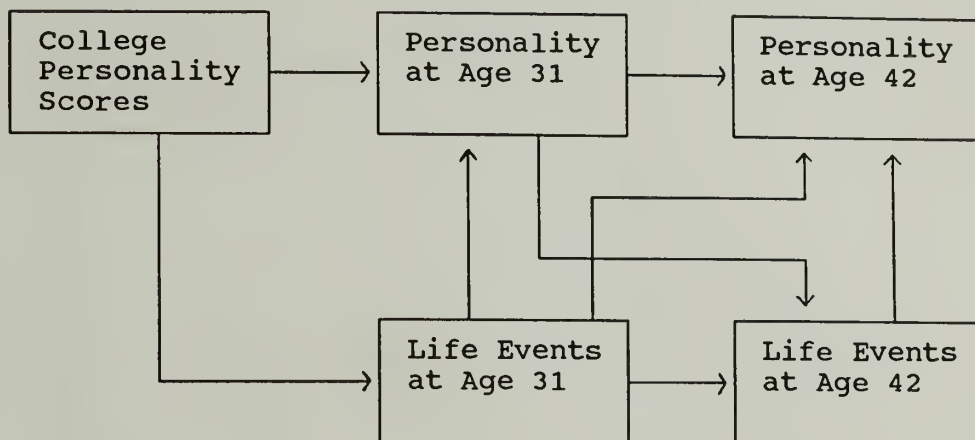 College
Personality
Scores
Personality
at Age 31
Personality
at Age 42
Life Events
at Age 31
Life Events
at Age 42